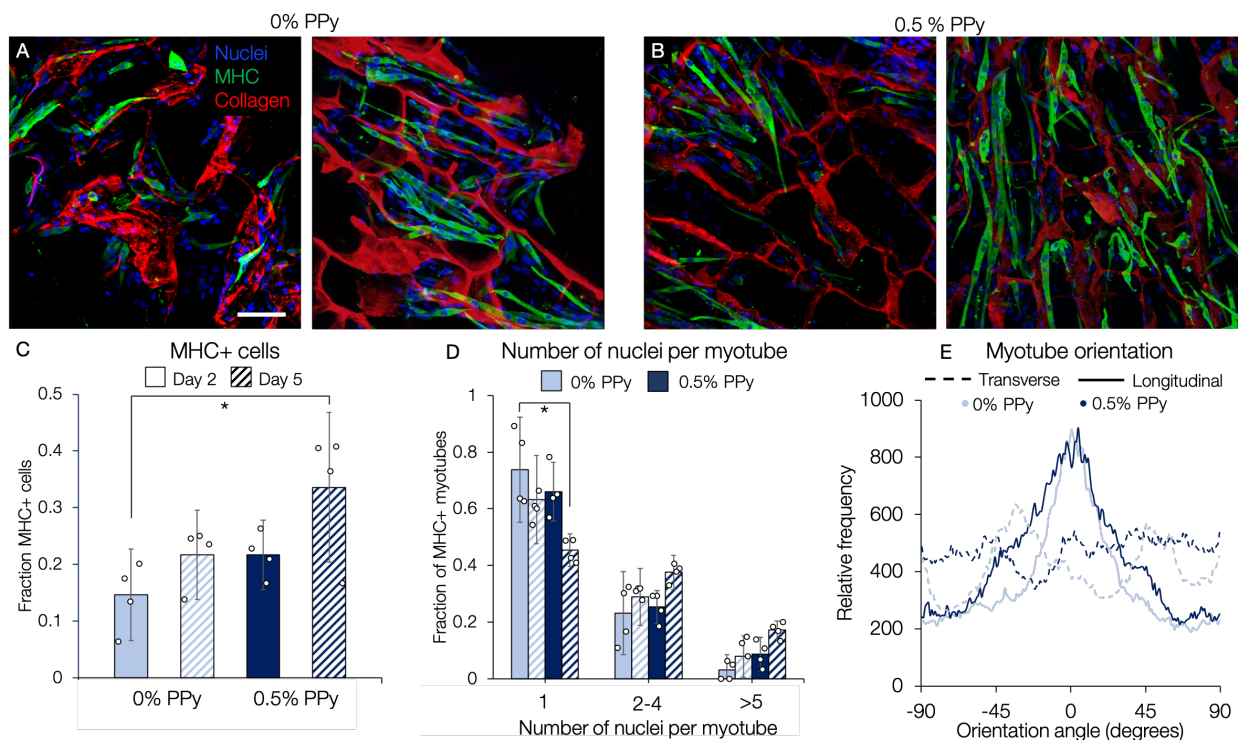 0% PPy
0.5 % PPy
A
Nuclei
MHC
Collagen
B
C
MHC+ cells
Day 2
Day 5
*
Fraction MHC+ cells
0.5
0.4
0.3
0.2
0.1
0
0% PPy
0.5% PPy
D
Number of nuclei per myotube
0% PPy
0.5% PPy
*
Fraction of MHC+ myotubes
1
0.8
0.6
0.4
0.2
0
1
2-4
>5
Number of nuclei per myotube
E
Myotube orientation
Transverse
Longitudinal
0% PPy
0.5% PPy
Relative frequency
1000
800
600
400
200
0
-90
-45
0
45
90
Orientation angle (degrees)